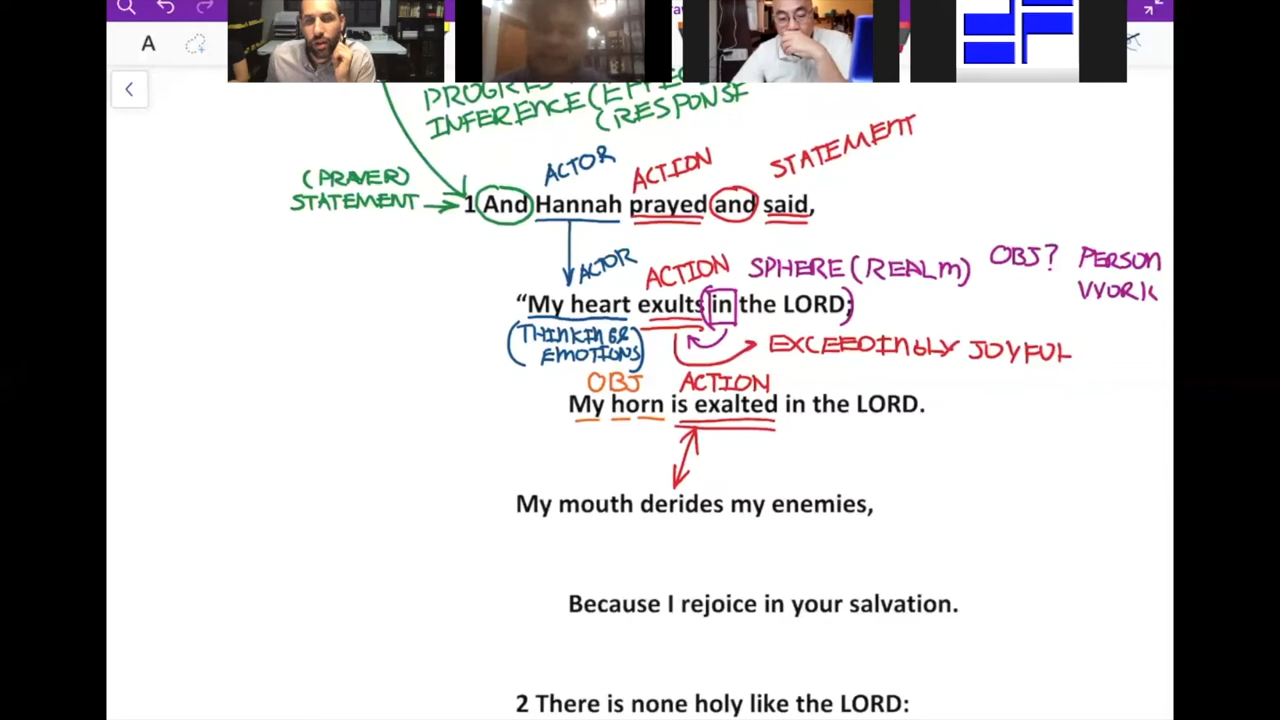 A
PROGRE
INFERENCE (EFFEC
(RESPONSE
STATEMENT
ACTOR
ACTION
(PRAYER)
STATEMENT
1 And Hannah prayed and said,
ACTOR ACTION SPHERE (REALM) OBJ? PERSON
WORK
“My heart exults (in the LORD;)
(THINKING &
EMOTIONS)
EXCEEDINGLY JOYFUL
OBJ ACTION
My horn is exalted in the LORD.
My mouth derides my enemies,
Because I rejoice in your salvation.
2 There is none holy like the LORD: